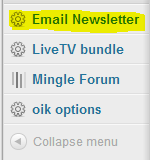 Email Newsletter
LiveTV bundle
Mingle Forum
oik options
Collapse menu